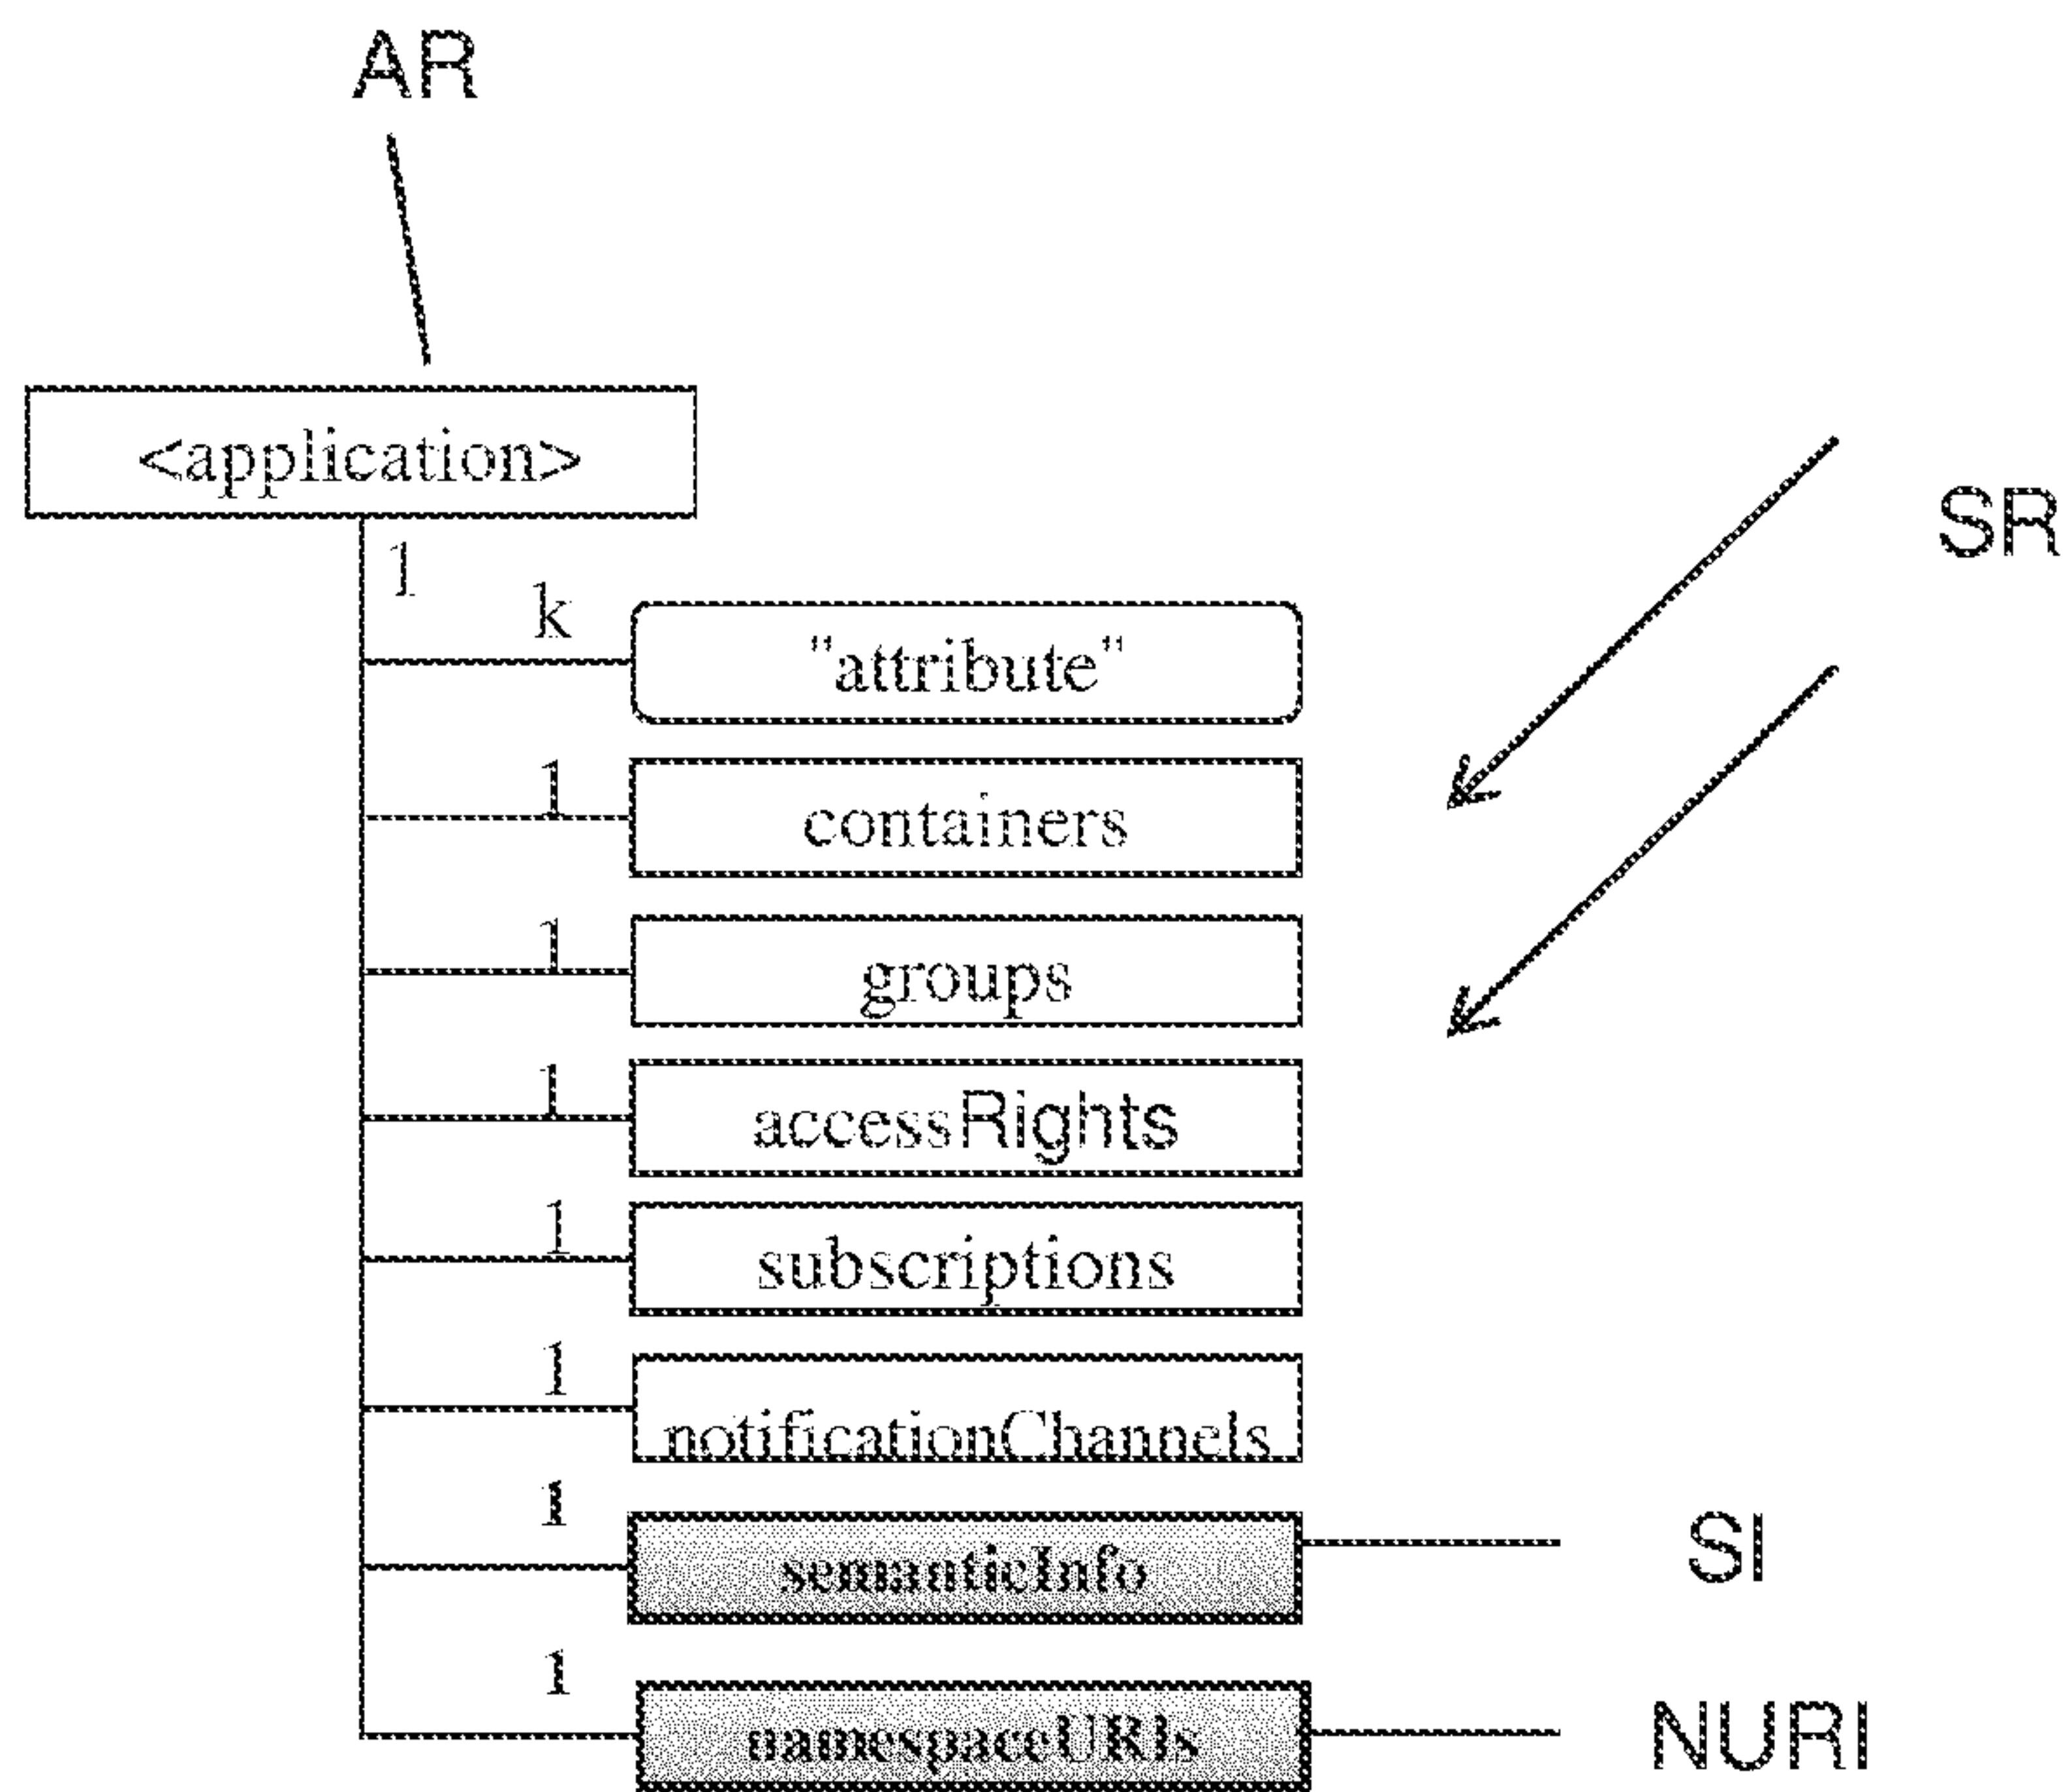 AR
<application>
SR
1
k
"attribute"
1
containers
1
groups
1
accessRights
1
subscriptions
1
notificationChannels
1
semanticInfo
SI
1
namespaceURIs
NURI